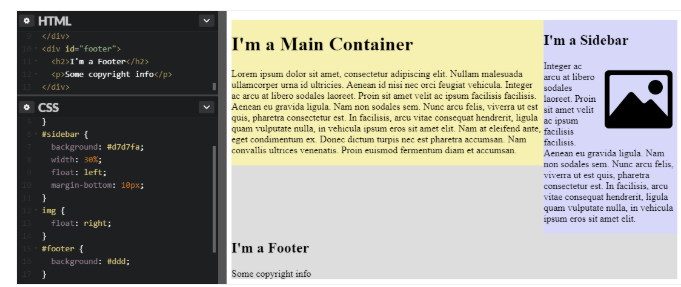 HTML
</div>
<div id="footer">
<h2>I'm a Footer</h2>
<p>Some copyright info</p>
</div>
CSS
}
#sidebar {
background: #d7d7fa;
width: 30%;
float: left;
margin-bottom: 10px;
}
img {
float: right;
}
#footer {
background: #ddd;
}
I'm a Main Container
Lorem ipsum dolor sit amet, consectetur adipiscing elit. Nullam malesuada
ullamcorper urna id ultricies. Aenean id nisi nec orci feugiat vehicula. Integer
ac arcu at libero sodales laoreet. Proin sit amet velit ac ipsum facilisis facilisis.
Aenean eu gravida ligula. Nam non sodales sem. Nunc arcu felis, viverra ut est
quis, pharetra consectetur est. In facilisis, arcu vitae consequat hendrerit, ligula
quam vulputate nulla, in vehicula ipsum eros sit amet elit. Nam at eleifend ante,
eget condimentum ex. Donec dictum turpis nec est pharetra accumsan. Nam
convallis ultrices venenatis. Proin euismod fermentum diam et accumsan.
I'm a Sidebar
Integer ac
arcu at libero
sodales
laoreet. Proin
sit amet velit
ac ipsum
facilisis
facilisis.
Aenean eu gravida ligula. Nam
non sodales sem. Nunc arcu felis,
viverra ut est quis, pharetra
consectetur est. In facilisis, arcu
vitae consequat hendrerit, ligula
quam vulputate nulla, in vehicula
ipsum eros sit amet elit.
I'm a Footer
Some copyright info